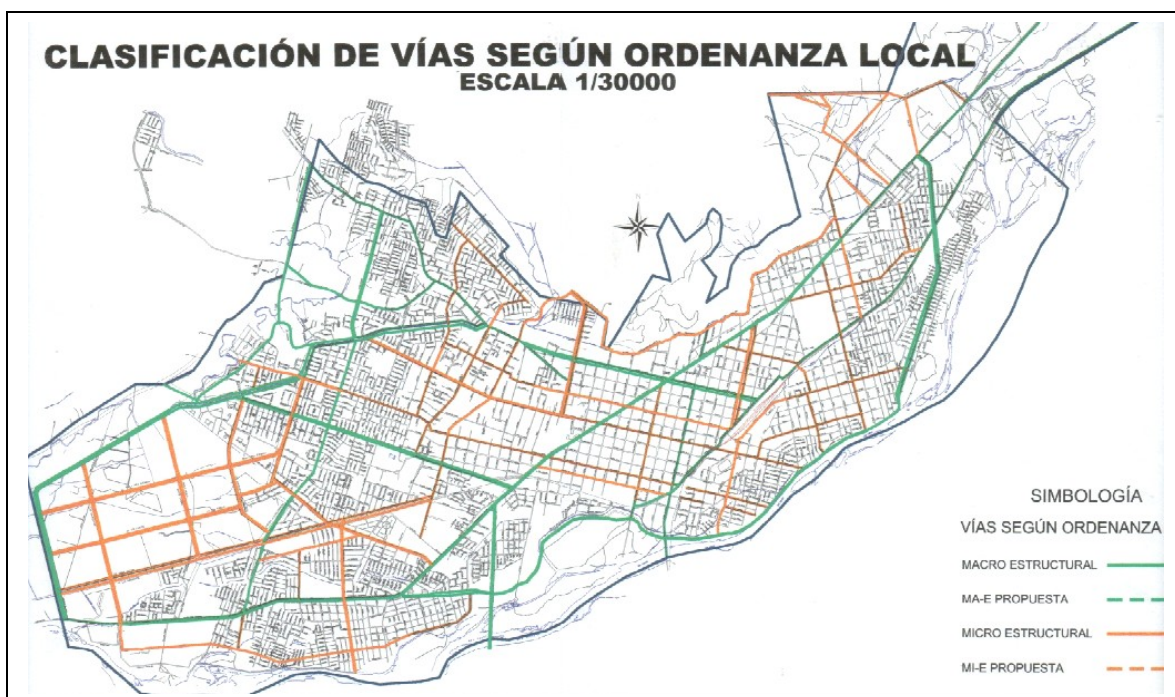 CLASIFICACIÓN DE VÍAS SEGÚN ORDENANZA LOCAL
ESCALA 1/30000
SIMBOLOGÍA
VÍAS SEGÚN ORDENANZA
MACRO ESTRUCTURAL
MA-E PROPUESTA
MICRO ESTRUCTURAL
MI-E PROPUESTA